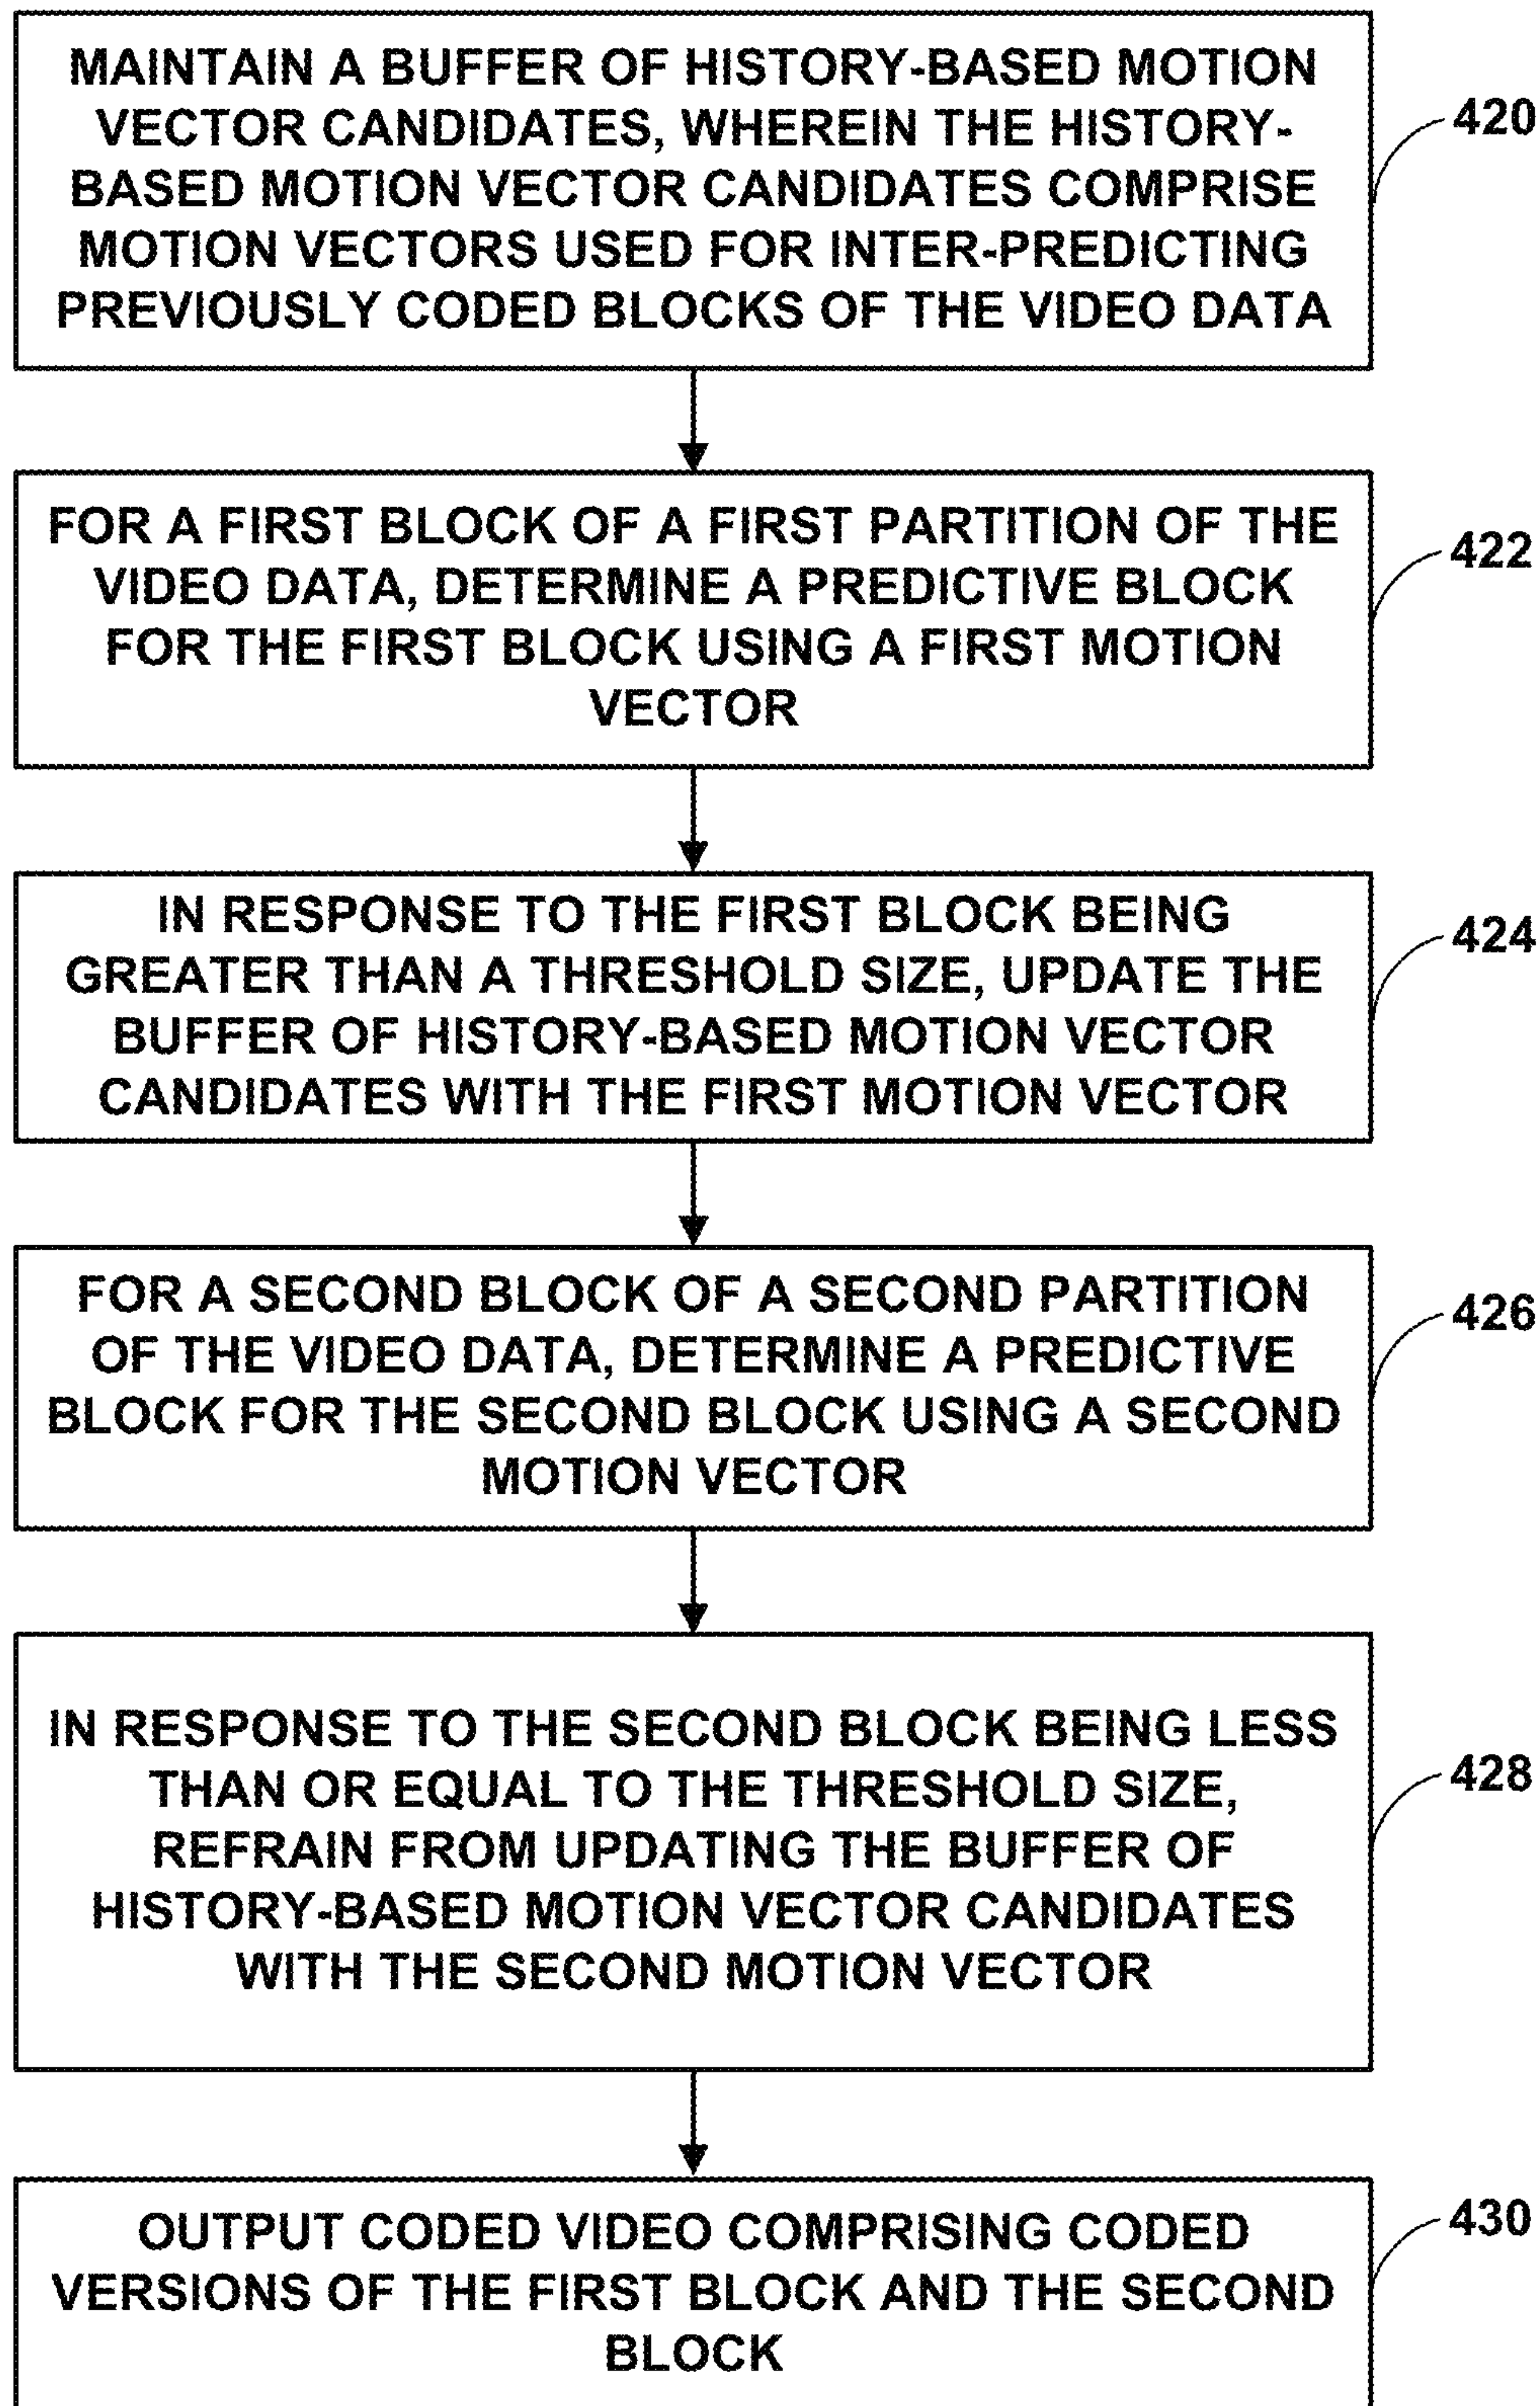 MAINTAIN A BUFFER OF HISTORY-BASED MOTION
VECTOR CANDIDATES, WHEREIN THE HISTORY-
BASED MOTION VECTOR CANDIDATES COMPRISE
MOTION VECTORS USED FOR INTER-PREDICTING
PREVIOUSLY CODED BLOCKS OF THE VIDEO DATA
420
FOR A FIRST BLOCK OF A FIRST PARTITION OF THE
VIDEO DATA, DETERMINE A PREDICTIVE BLOCK
FOR THE FIRST BLOCK USING A FIRST MOTION
VECTOR
422
IN RESPONSE TO THE FIRST BLOCK BEING
GREATER THAN A THRESHOLD SIZE, UPDATE THE
BUFFER OF HISTORY-BASED MOTION VECTOR
CANDIDATES WITH THE FIRST MOTION VECTOR
424
FOR A SECOND BLOCK OF A SECOND PARTITION
OF THE VIDEO DATA, DETERMINE A PREDICTIVE
BLOCK FOR THE SECOND BLOCK USING A SECOND
MOTION VECTOR
426
IN RESPONSE TO THE SECOND BLOCK BEING LESS
THAN OR EQUAL TO THE THRESHOLD SIZE,
REFRAIN FROM UPDATING THE BUFFER OF
HISTORY-BASED MOTION VECTOR CANDIDATES
WITH THE SECOND MOTION VECTOR
428
OUTPUT CODED VIDEO COMPRISING CODED
VERSIONS OF THE FIRST BLOCK AND THE SECOND
BLOCK
430